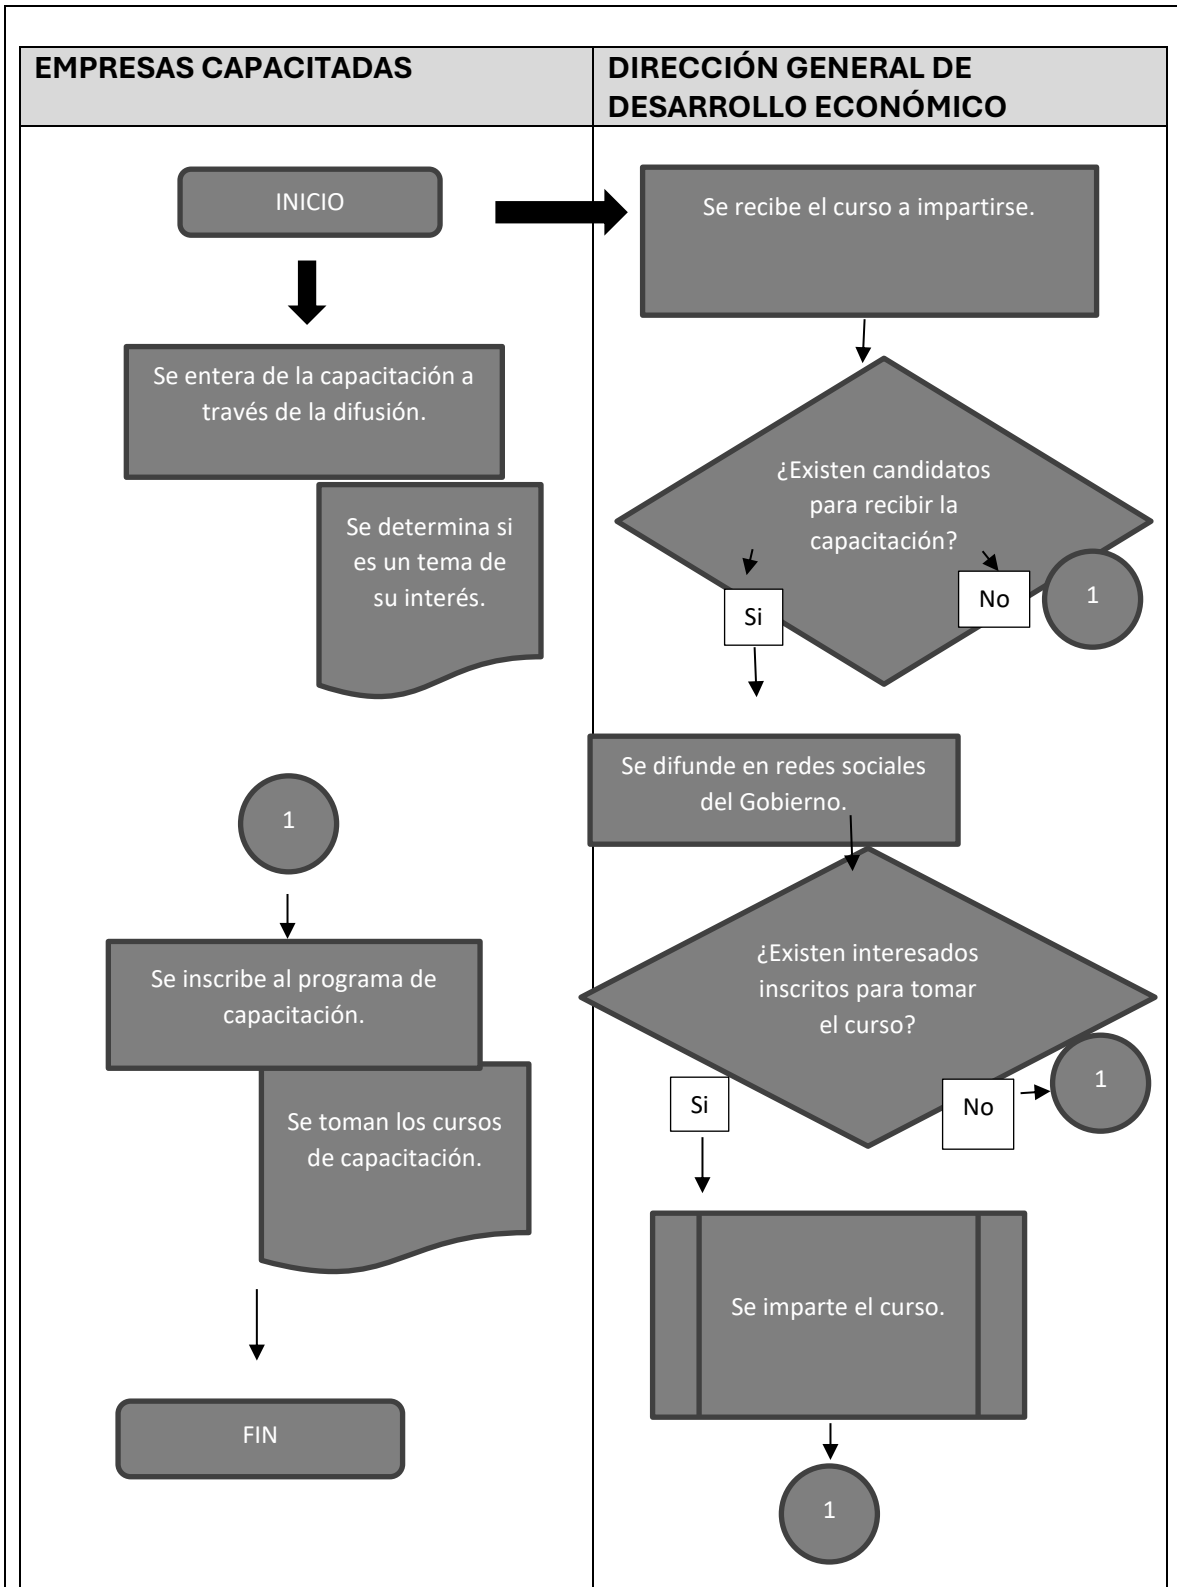 EMPRESAS CAPACITADAS
DIRECCIÓN GENERAL DE
DESARROLLO ECONÓMICO
INICIO
Se entera de la capacitación a
través de la difusión.
Se determina si
es un tema de
su interés.
1
Se inscribe al programa de
capacitación.
Se toman los cursos
de capacitación.
FIN
Se recibe el curso a impartirse.
¿Existen candidatos
para recibir la
capacitación?
Si
No
1
Se difunde en redes sociales
del Gobierno.
¿Existen interesados
inscritos para tomar
el curso?
Si
No
1
Se imparte el curso.
1